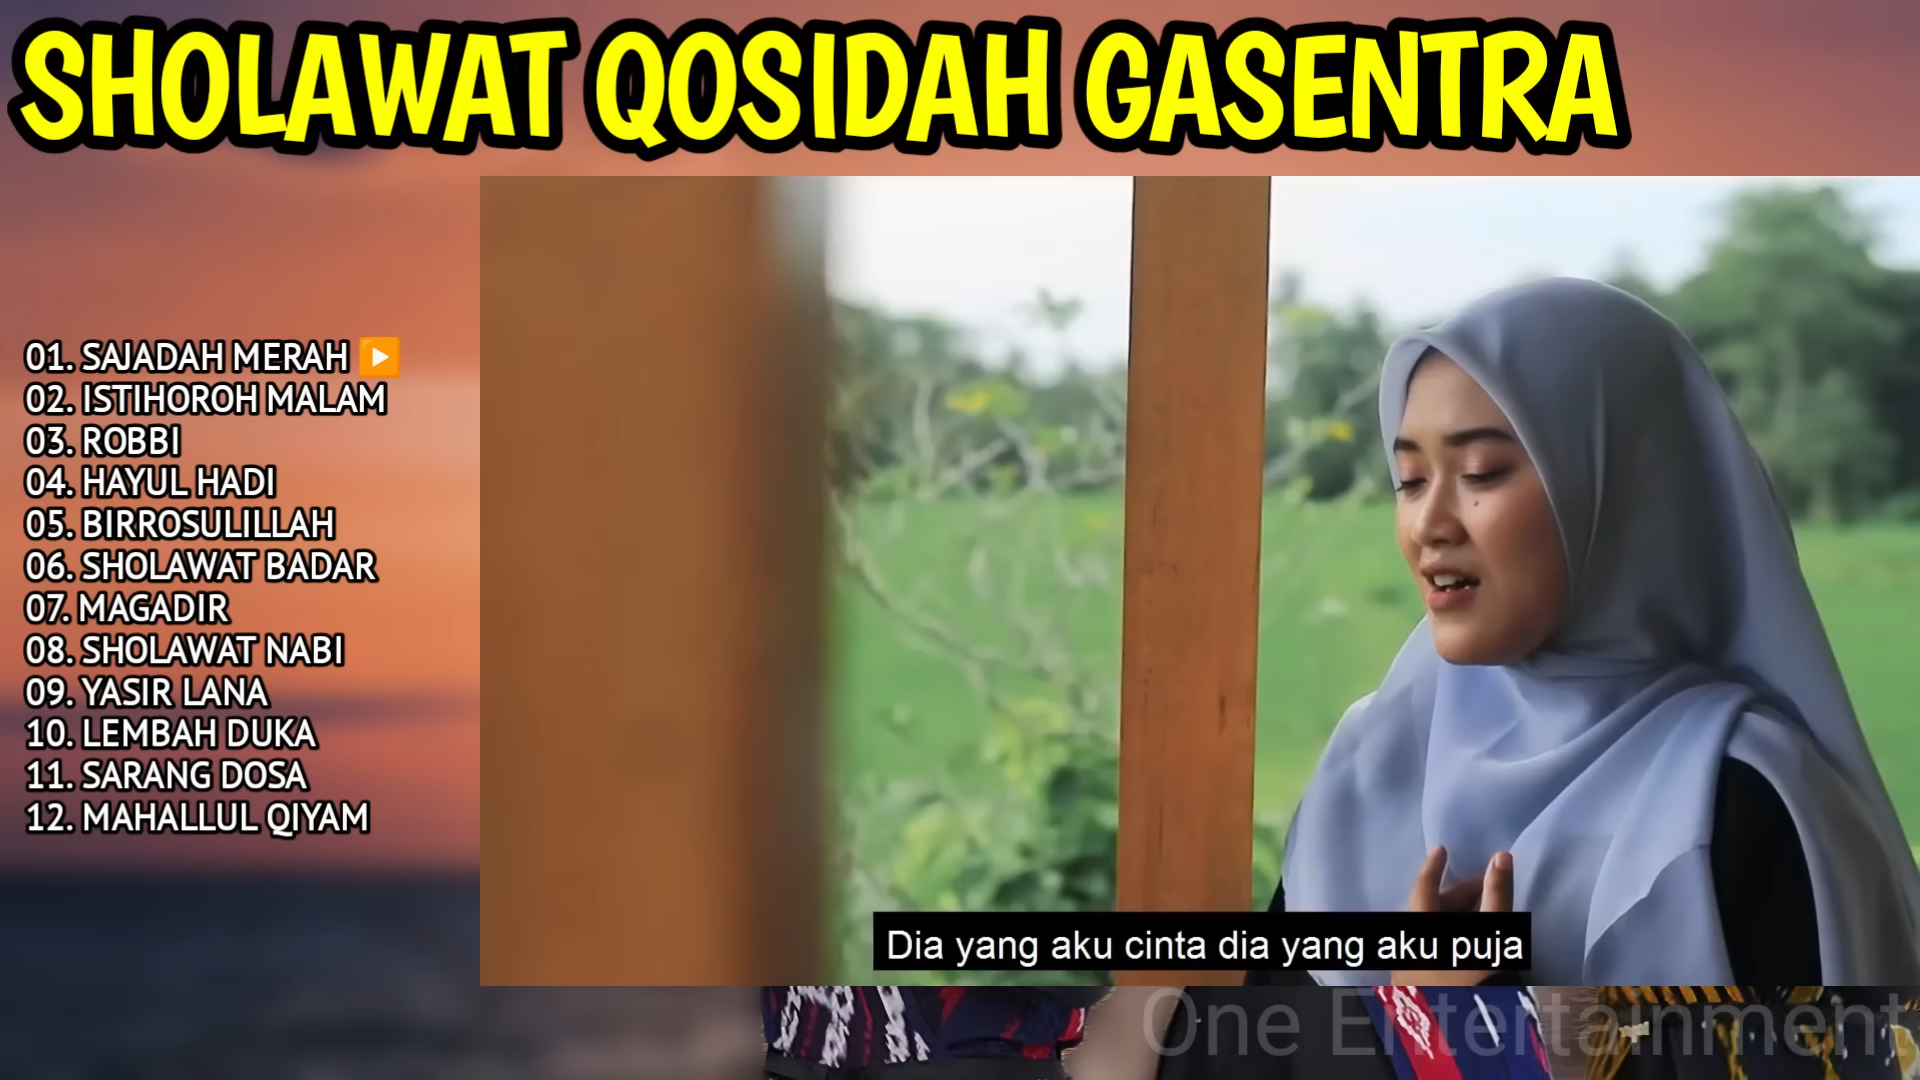 SHOLAWAT QOSIDAH GASENTRA
01. SAJADAH MERAH
02. ISTIHOROH MALAM
03. ROBBI
04. HAYUL HADI
05. BIRROSULILLAH
06. SHOLAWAT BADAR
07. MAGADIR
08. SHOLAWAT NABI
09. YASIR LANA
10. LEMBAH DUKA
11. SARANG DOSA
12. MAHALLUL QIYAM
Dia yang aku cinta dia yang aku puja
One Entertainment